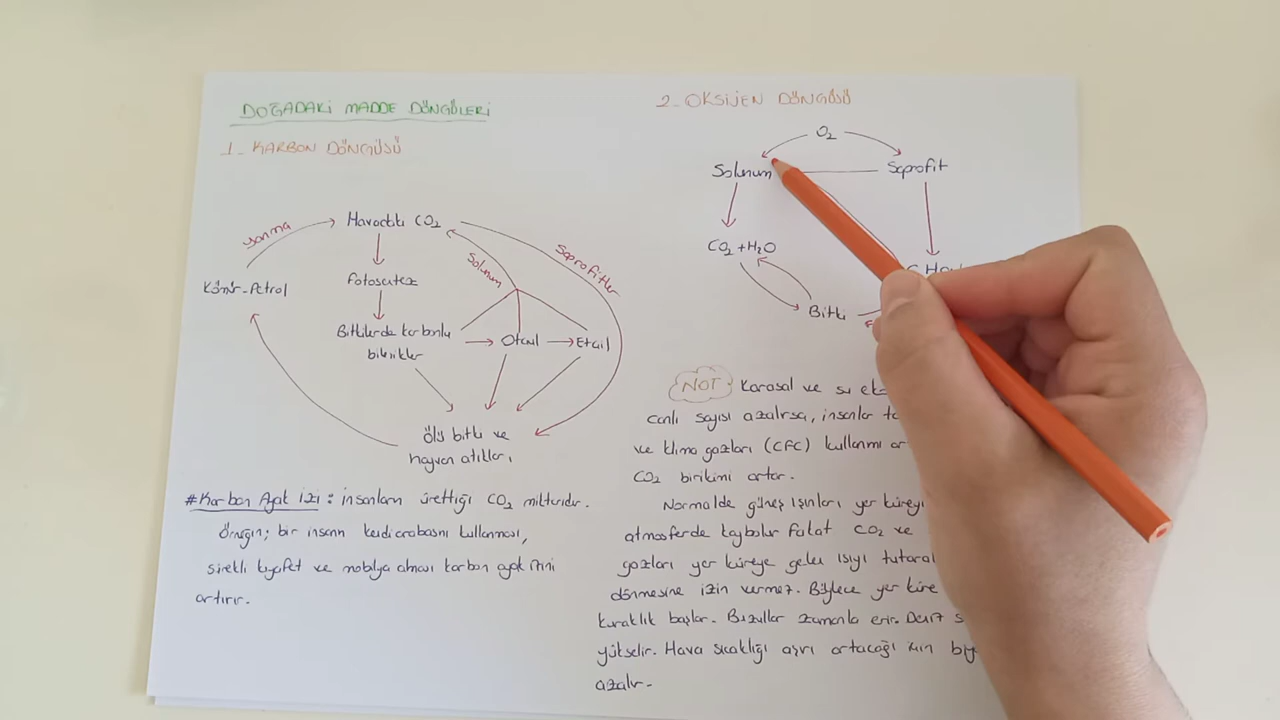 DOĞADAKİ MADDE DÖNGÜLERİ
1- KARBON DÖNGÜSÜ
Yanma
Havadaki CO2
Saprofitler
Solunum
Kömür-Petrol
Fotosentez
Bitkilerde karbonlu
bileşikler
Otçul
Etçil
Ölü bitki ve
hayvan atıkları
#Karbon Ayak İzi: insanların ürettiği CO2 miktarıdır.
Örneğin; bir insanın kendi arabasını kullanması,
sürekli kıyafet ve mobilya alması karbon ayak izini
artırır.
2- OKSİJEN DÖNGÜSÜ
O2
Solunum
Saprofit
CO2 +H2O
Bitki
NOT Karasal ve su
canlı sayısı azalırsa, insanlar
ve klima gazları (CFC) kullanımı
CO2 birikimi artar.
Normalde güneş ışınları yer küreyi
atmosferde kaybolur fakat CO2 ve
gazları yer küreye gelen ısıyı
dönmesine izin vermez. Böylece yer küre
kuraklık başlar. Buzullar zamanla erir. Deniz
yükselir. Hava sıcaklığı aşırı artacağı için
azalır.